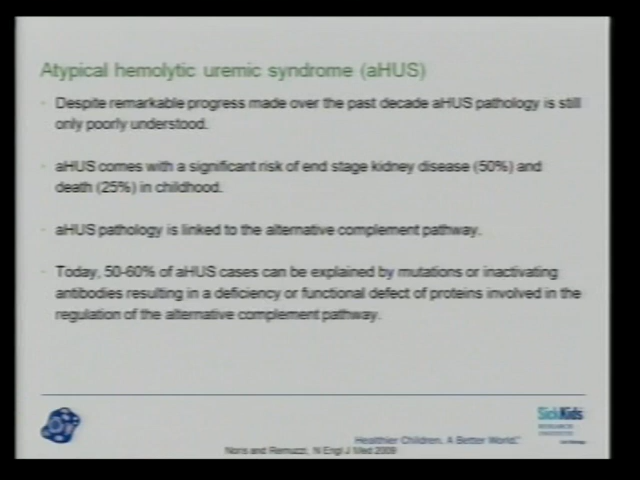 Atypical hemolytic uremic syndrome (aHUS)
Despite remarkable progress made over the past decade aHUS pathology is still
only poorly understood.
aHUS comes with a significant risk of end stage kidney disease (50%) and
death (25%) in childhood.
aHUS pathology is linked to the alternative complement pathway.
Today, 50-60% of aHUS cases can be explained by mutations or inactivating
antibodies resulting in a deficiency or functional defect of proteins involved in the
regulation of the alternative complement pathway.
SickKids
RESEARCH
INSTITUTE
Healthier Children. A Better World.
Noris and Remuzzi, N Engl J Med 2009